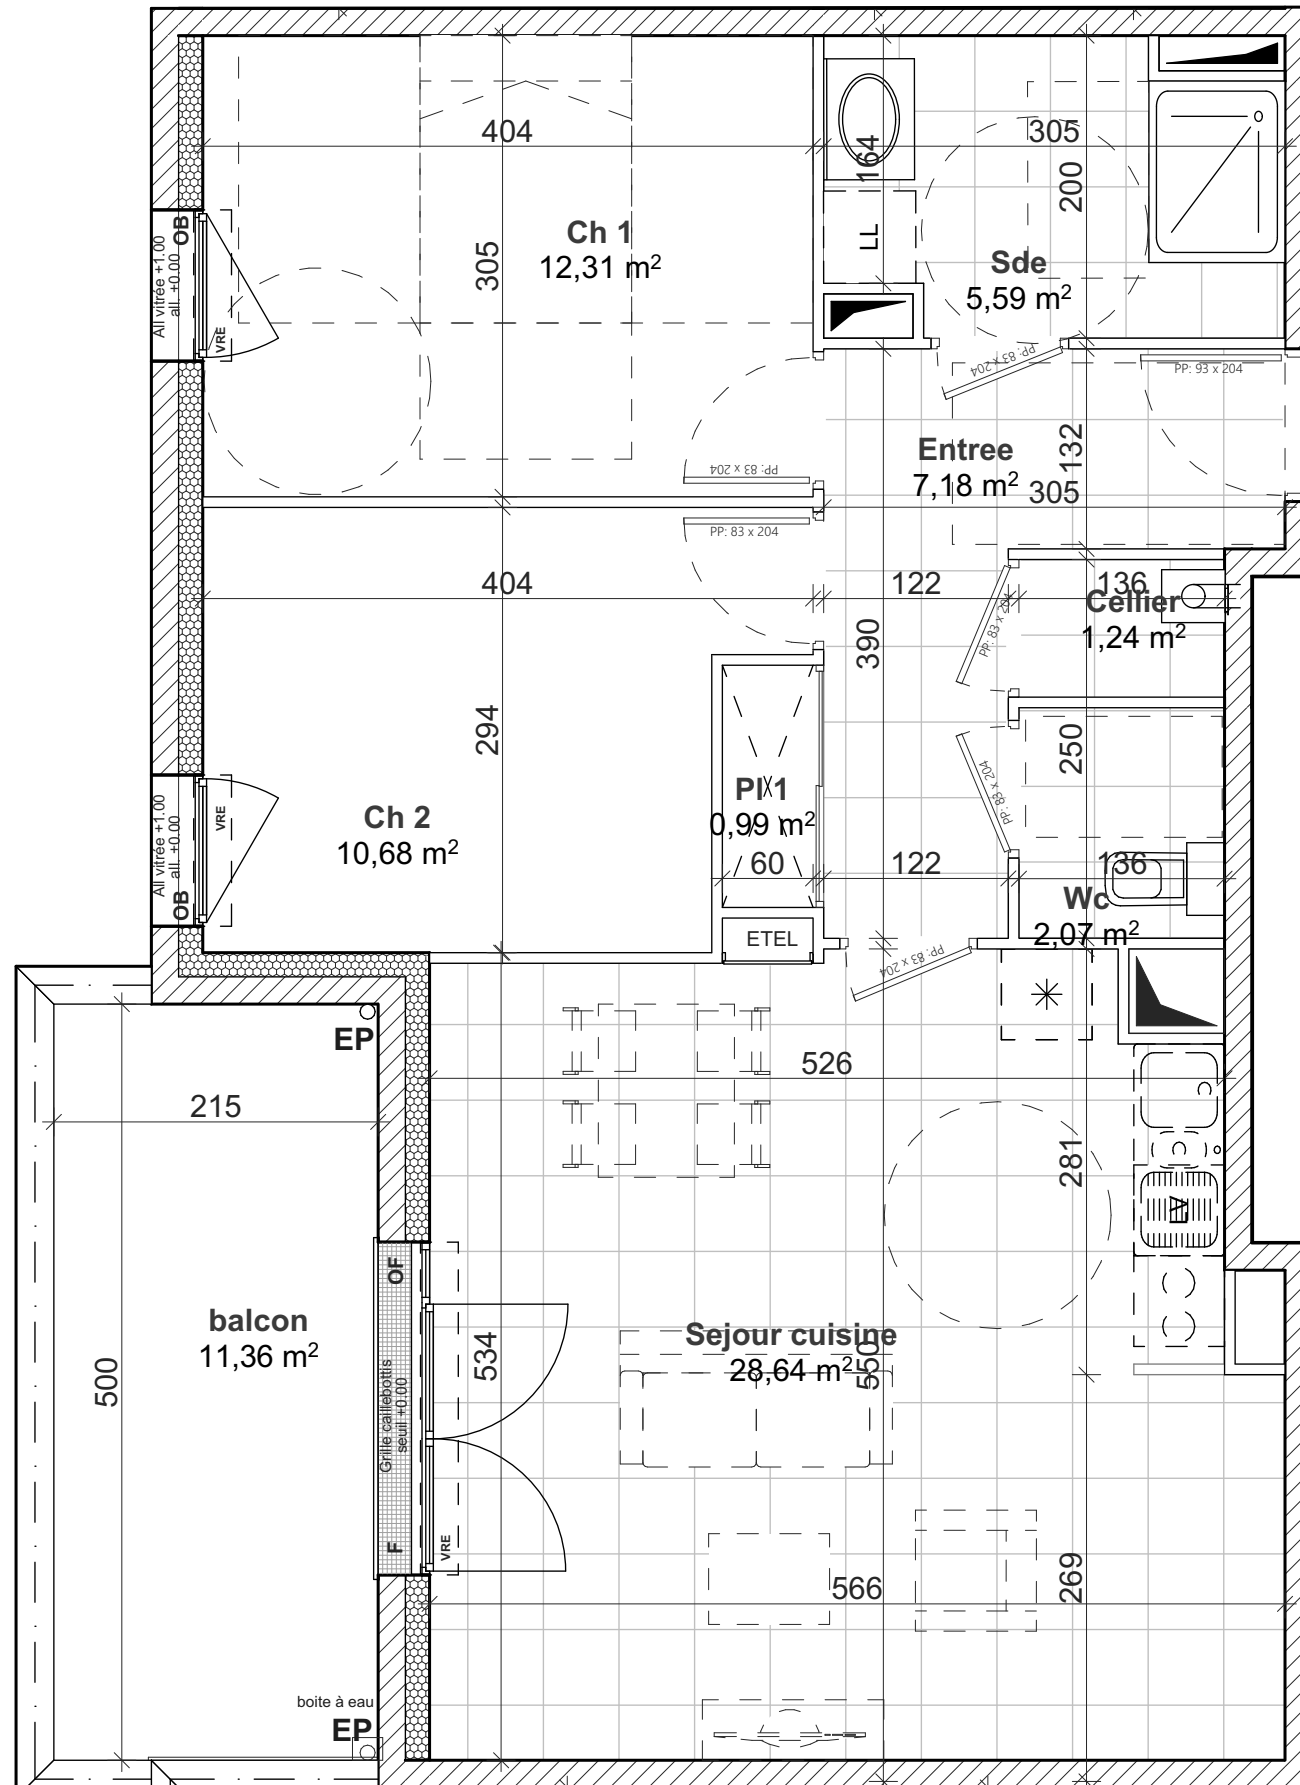 404
305
164
200
OB
All vitrée +1.00
all. +0.00
VRE
Ch 1
12,31 m²
305
LL
Sde
5,59 m²
PP: 83 x 204
PP: 93 x 204
Entree
7,18 m²
132
305
PP: 83 x 204
PP: 83 x 204
404
122
136
Cellier
1,24 m²
PP: 83 x 204
390
294
250
PP: 83 x 204
All vitrée +1.00
all. +0.00
OB
VRE
Ch 2
10,68 m²
Pl 1
0,99 m²
60
122
136
Wc
2,07 m²
ETEL
PP: 83 x 204
EP
526
215
281
LV
OF
balcon
11,36 m²
Grille caillebottis
seuil +0.00
534
Sejour cuisine
28,64 m²
550
500
F
VRE
566
269
boite à eau
EP